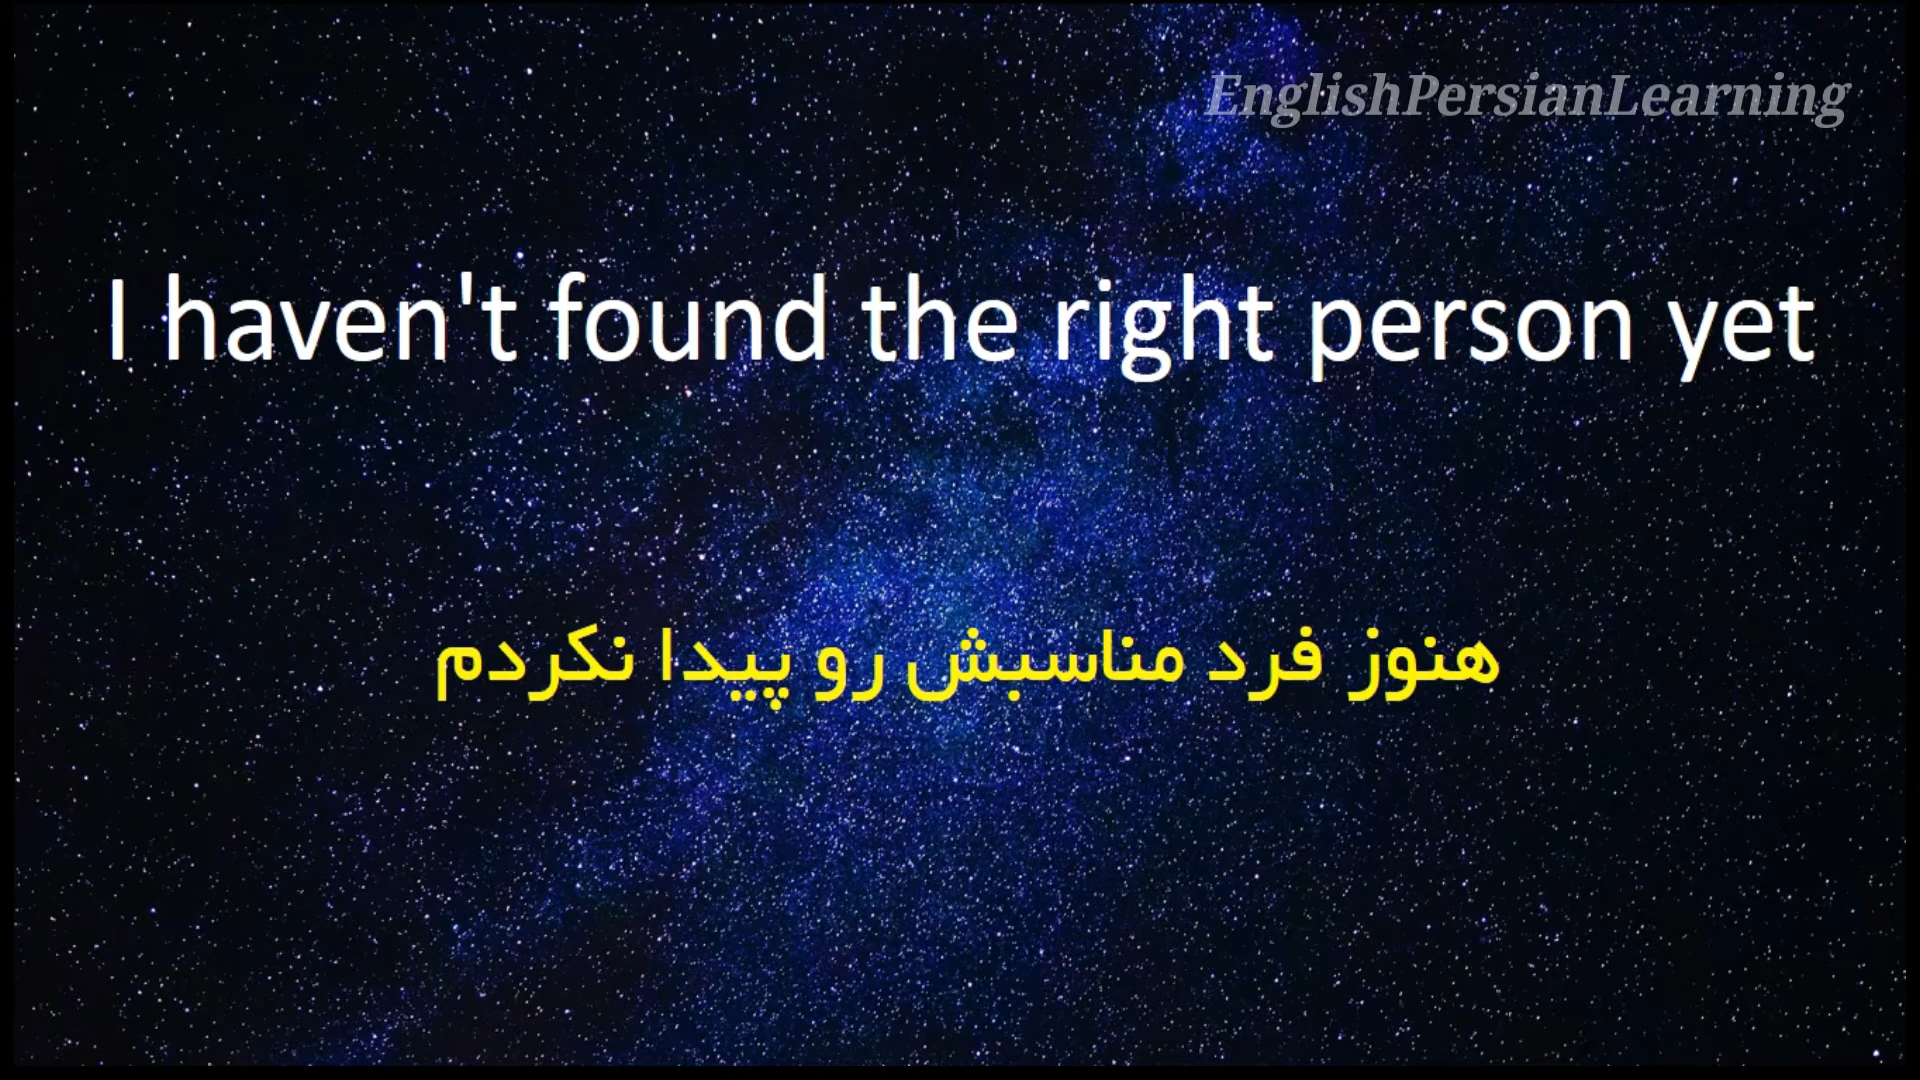 EnglishPersianLearning
I haven't found the right person yet
هنوز فرد مناسبش رو پیدا نکردم